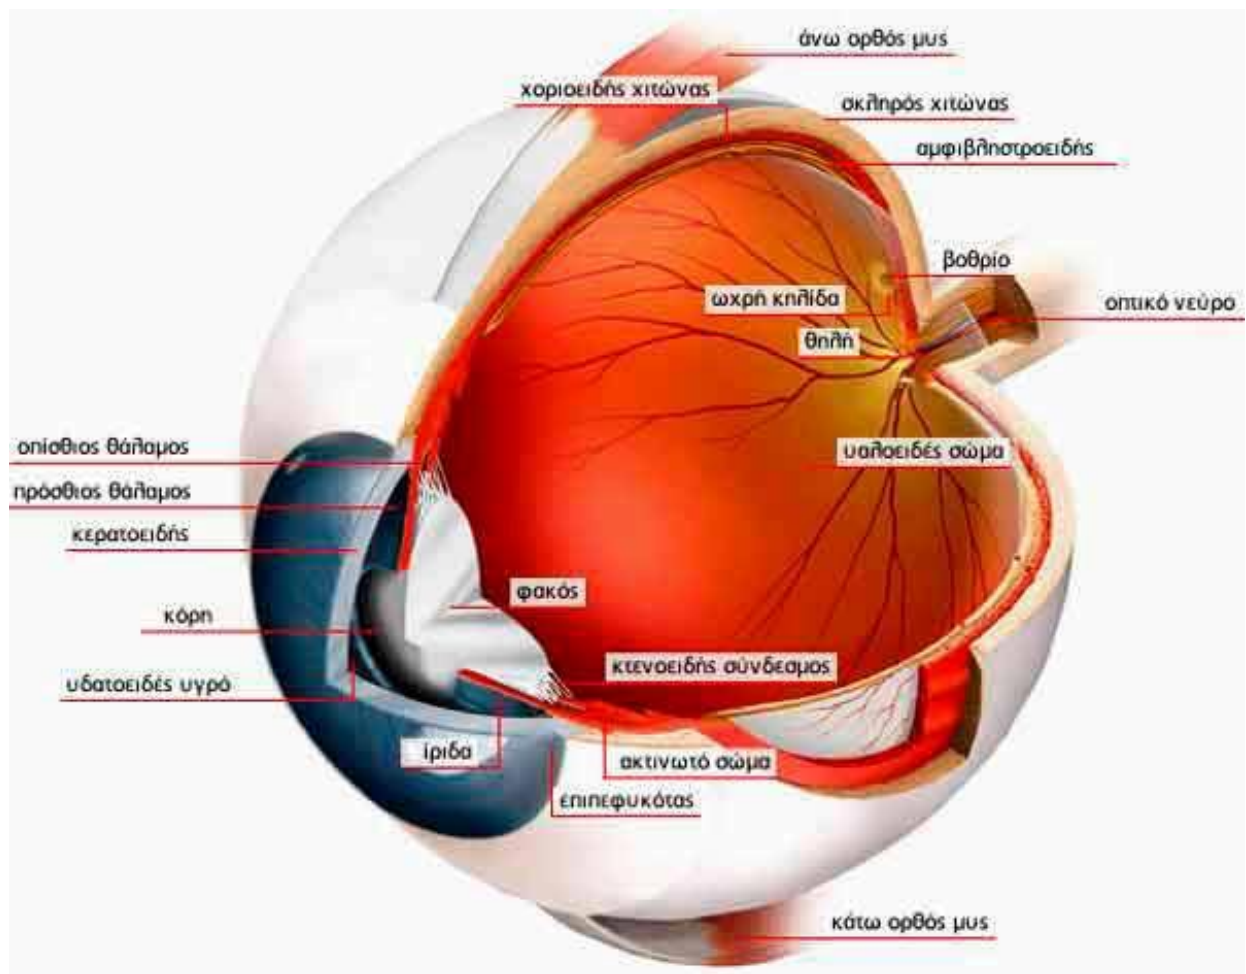 άνω ορθός μυς
χοριοειδής χιτώνας
σκληρός χιτώνας
αμφιβληστροειδής
βοθρίο
ωχρή κηλίδα
οπτικό νεύρο
θηλή
οπίσθιος θάλαμος
υαλοειδές σώμα
πρόσθιος θάλαμος
κερατοειδής
φακός
κόρη
κτενοειδής σύνδεσμος
υδατοειδές υγρό
ίριδα
ακτινωτό σώμα
επιπεφυκότας
κάτω ορθός μυς